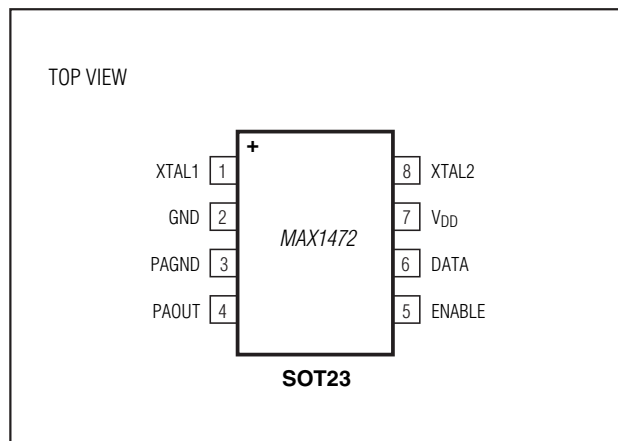 TOP VIEW
+
XTAL1 1 8 XTAL2
GND 2 7 VDD
MAX1472
PAGND 3 6 DATA
PAOUT 4 5 ENABLE
SOT23